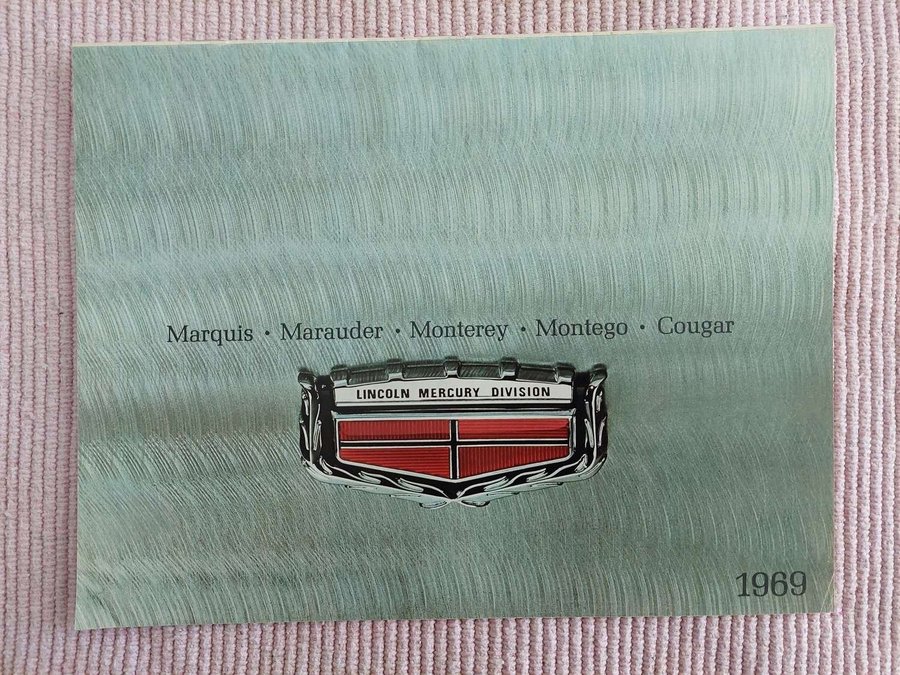 Marquis • Marauder • Monterey • Montego • Cougar
LINCOLN MERCURY DIVISION
1969